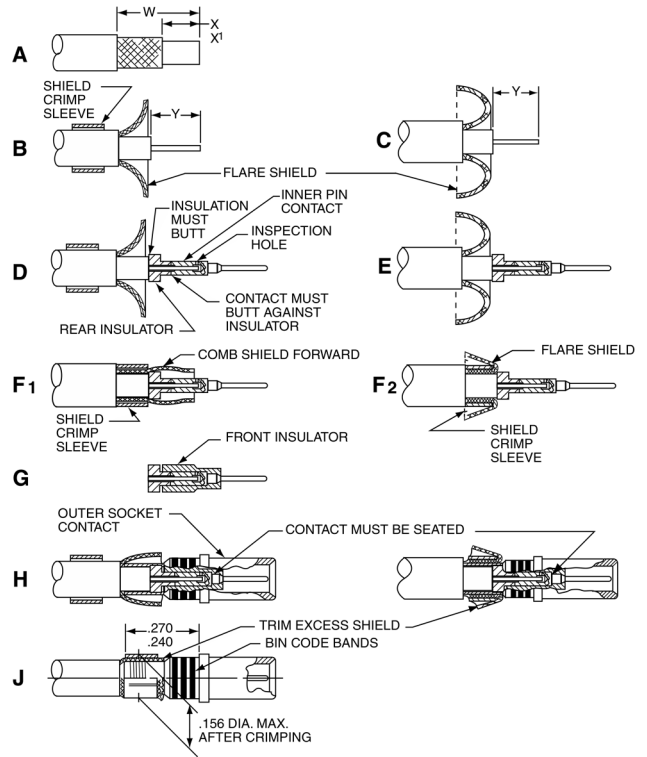 W
X
X1
A
SHIELD
CRIMP
SLEEVE
Y
B
Y
C
FLARE SHIELD
INNER PIN
CONTACT
INSULATION
MUST
BUTT
INSPECTION
HOLE
D
E
CONTACT MUST
BUTT AGAINST
INSULATOR
REAR INSULATOR
COMB SHIELD FORWARD
FLARE SHIELD
F1
F2
SHIELD
CRIMP
SLEEVE
SHIELD
CRIMP
SLEEVE
FRONT INSULATOR
G
OUTER SOCKET
CONTACT
CONTACT MUST BE SEATED
H
TRIM EXCESS SHIELD
.270
.240
BIN CODE BANDS
J
.156 DIA. MAX.
AFTER CRIMPING